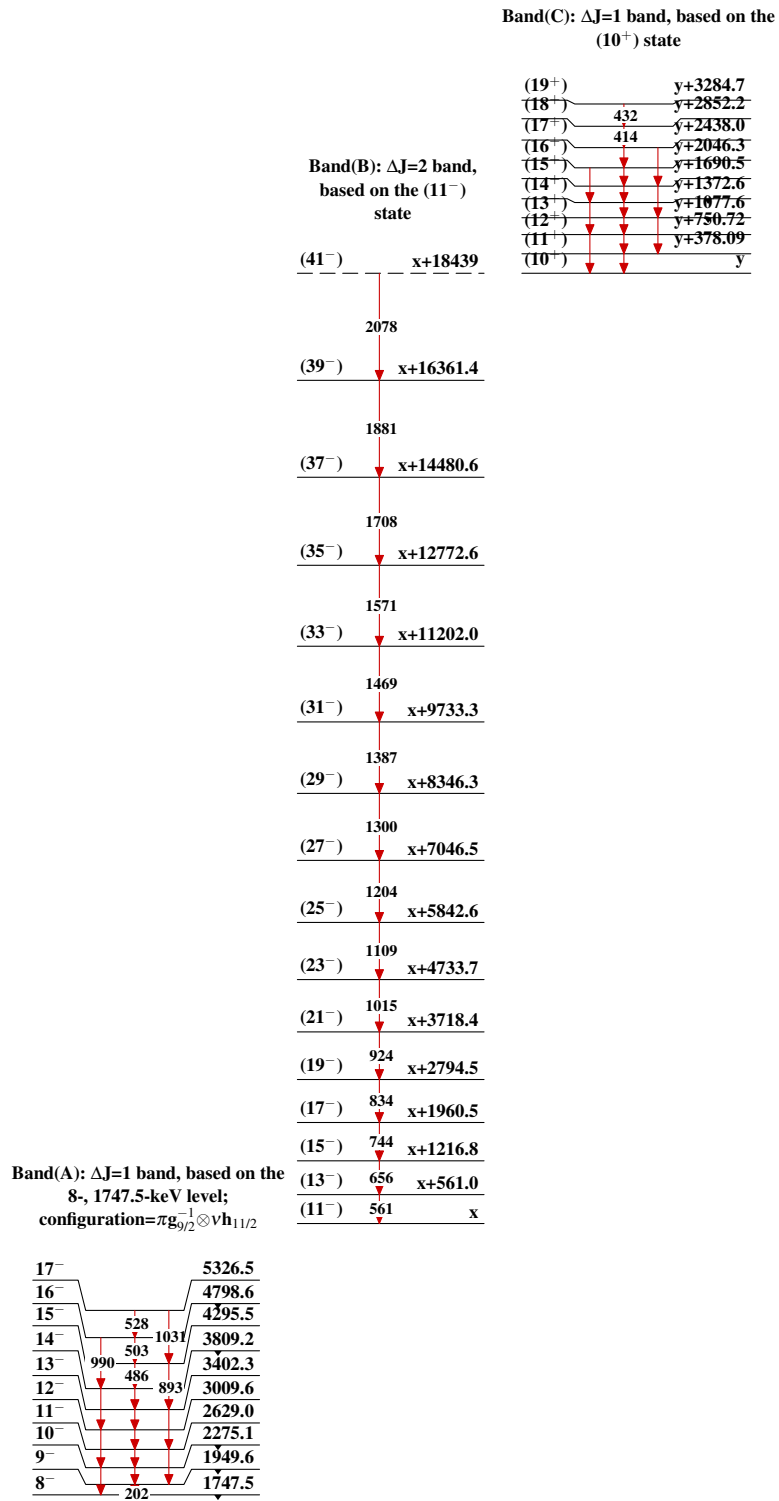 Band(C): ΔJ=1 band, based on the
(10⁺) state
(19⁺) y+3284.7
(18⁺) y+2852.2
432
(17⁺) y+2438.0
414
(16⁺) y+2046.3
(15⁺) y+1690.5
(14⁺) y+1372.6
(13⁺) y+1077.6
(12⁺) y+750.72
(11⁺) y+378.09
(10⁺) y
Band(B): ΔJ=2 band,
based on the (11⁻)
state
(41⁻) x+18439
2078
(39⁻) x+16361.4
1881
(37⁻) x+14480.6
1708
(35⁻) x+12772.6
1571
(33⁻) x+11202.0
1469
(31⁻) x+9733.3
1387
(29⁻) x+8346.3
1300
(27⁻) x+7046.5
1204
(25⁻) x+5842.6
1109
(23⁻) x+4733.7
1015
(21⁻) x+3718.4
924
(19⁻) x+2794.5
834
(17⁻) x+1960.5
744
(15⁻) x+1216.8
656
(13⁻) x+561.0
561
(11⁻) x
Band(A): ΔJ=1 band, based on the
8-, 1747.5-keV level;
configuration=πg₉/₂⁻¹⊗νh₁₁/₂
17⁻ 5326.5
16⁻ 4798.6
15⁻ 4295.5
528
1031
14⁻ 3809.2
503
990
13⁻ 3402.3
486
893
12⁻ 3009.6
11⁻ 2629.0
10⁻ 2275.1
9⁻ 1949.6
8⁻ 1747.5
202